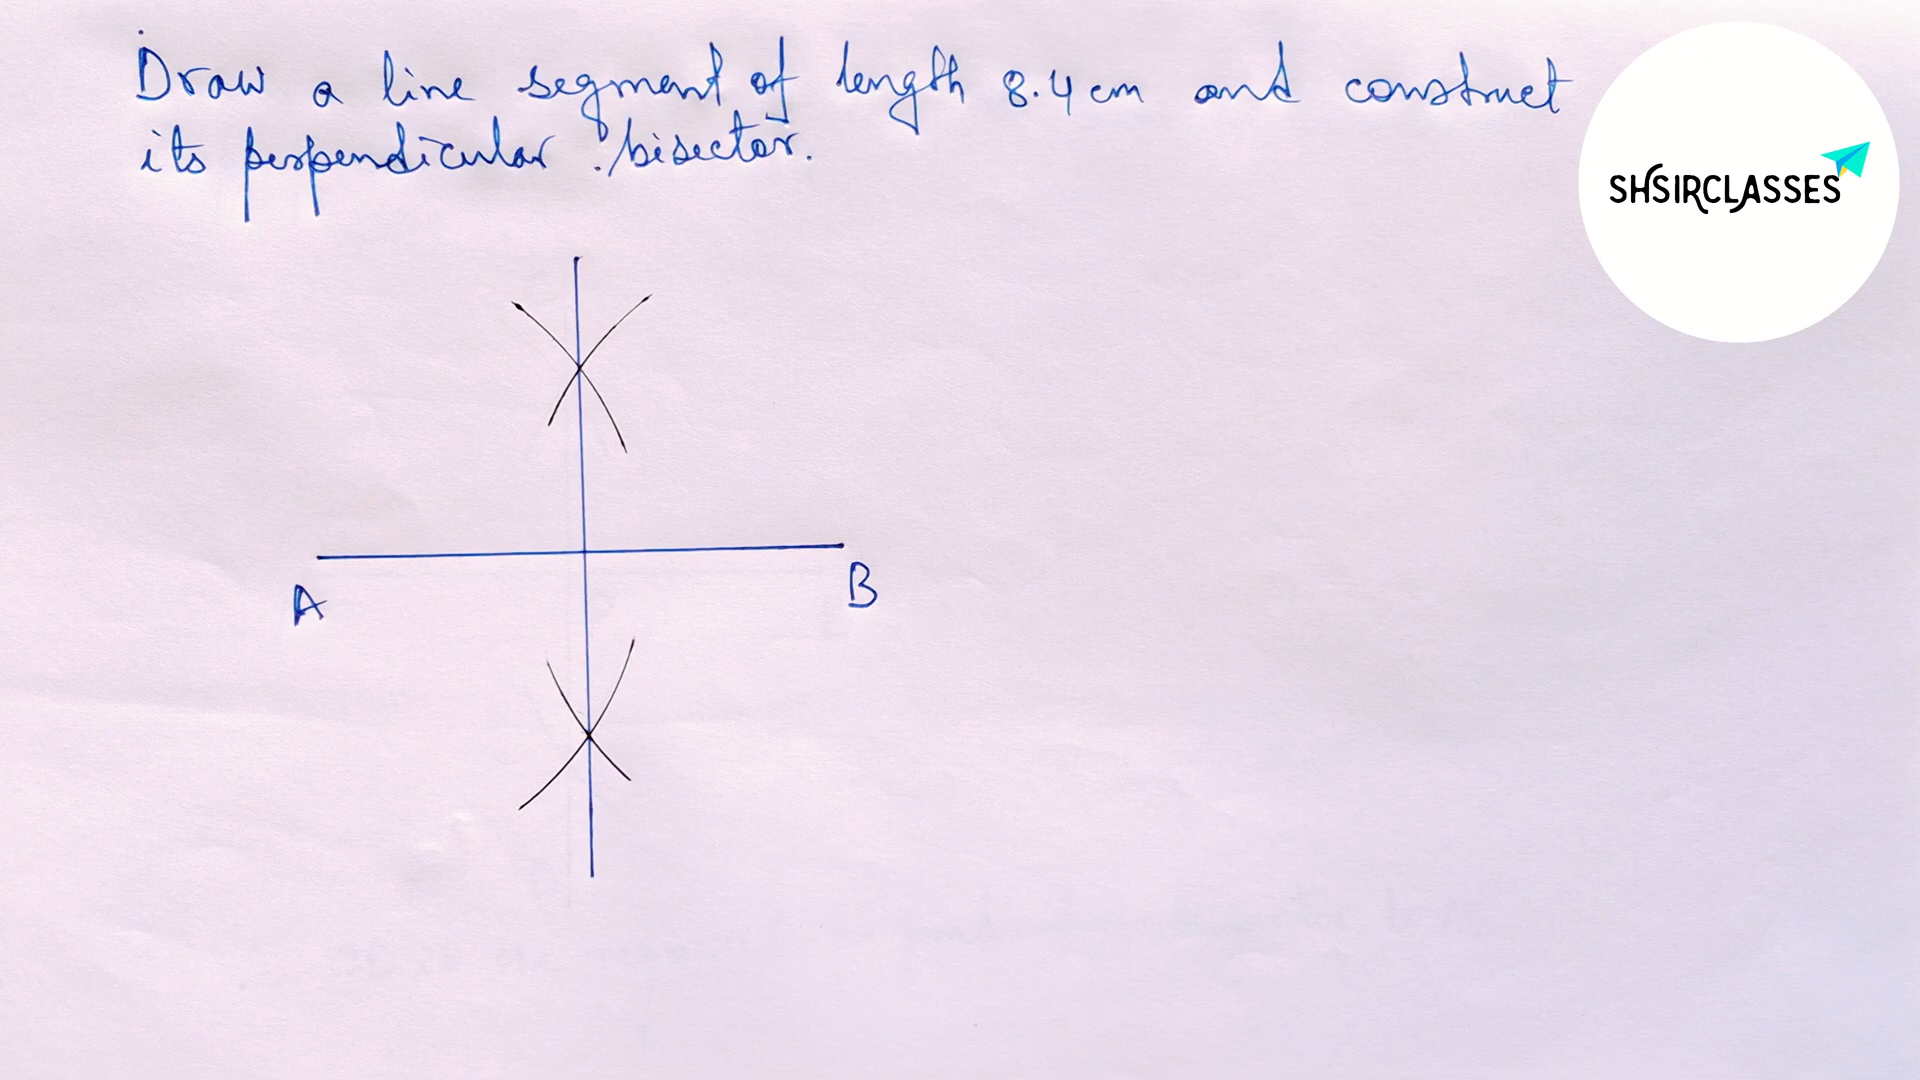 Draw a line segment of length 8.4 cm and construct
its perpendicular bisector.
SHSIRCLASSES
A
B